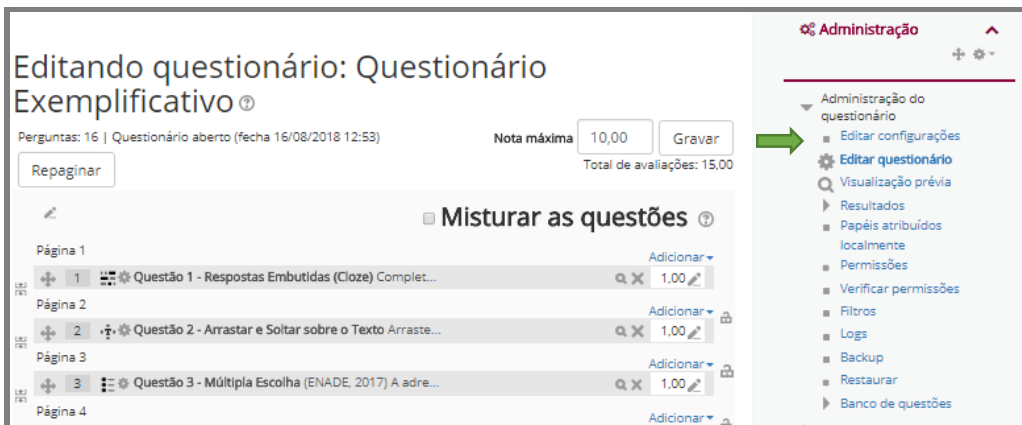 Editando questionário: Questionário
Exemplificativo
Perguntas: 16 | Questionário aberto (fecha 16/08/2018 12:53)
Nota máxima 10,00 Gravar
Total de avaliações: 15,00
Repaginar
Misturar as questões
Página 1
Adicionar
1 Questão 1 - Respostas Embutidas (Cloze) Complet... 1,00
Página 2
Adicionar
2 Questão 2 - Arrastar e Soltar sobre o Texto Arraste... 1,00
Página 3
Adicionar
3 Questão 3 - Múltipla Escolha (ENADE, 2017) A adre... 1,00
Página 4
Adicionar
Administração
Administração do
questionário
Editar configurações
Editar questionário
Visualização prévia
Resultados
Papéis atribuídos
localmente
Permissões
Verificar permissões
Filtros
Logs
Backup
Restaurar
Banco de questões